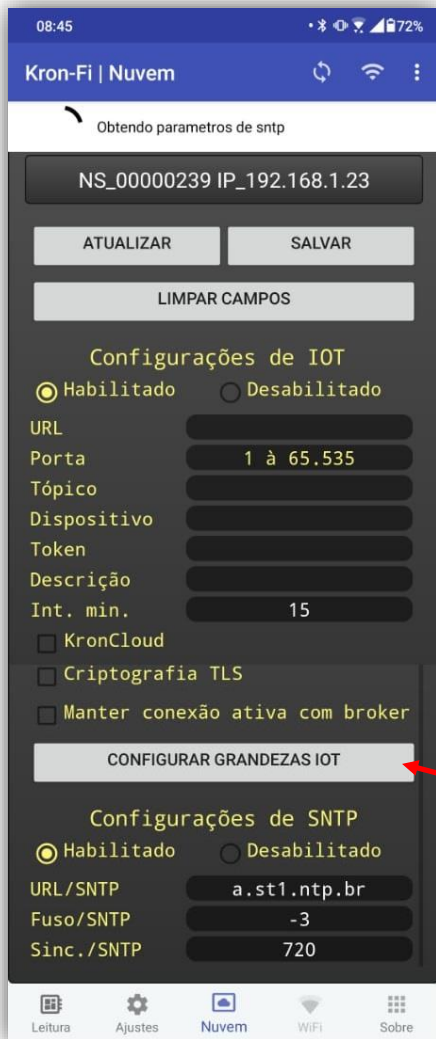 08:45 72%
Kron-Fi | Nuvem
Obtendo parametros de sntp
NS_00000239 IP_192.168.1.23
ATUALIZAR SALVAR
LIMPAR CAMPOS
Configurações de IOT
Habilitado Desabilitado
URL
Porta 1 à 65.535
Tópico
Dispositivo
Token
Descrição
Int. min. 15
KronCloud
Criptografia TLS
Manter conexão ativa com broker
CONFIGURAR GRANDEZAS IOT
Configurações de SNTP
Habilitado Desabilitado
URL/SNTP a.st1.ntp.br
Fuso/SNTP -3
Sinc./SNTP 720
Leitura Ajustes Nuvem WiFi Sobre